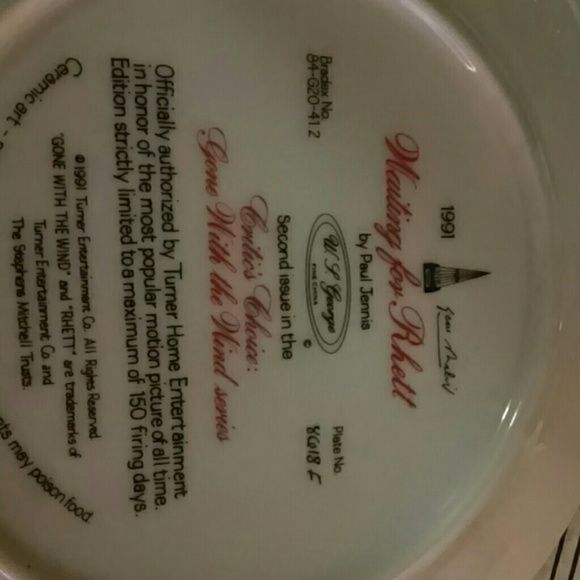 1991
Waiting for Rhett
by Paul Jennis
Bradex No.
84-G20-41.2
W.S. George
FINE CHINA
©
Plate No.
Second issue in the
Critic's Choice:
Gone With the Wind series
Officially authorized by Turner Home Entertainment
in honor of the most popular motion picture of all time.
Edition strictly limited to a maximum of 150 firing days.
©1991 Turner Entertainment Co. All Rights Reserved
"GONE WITH THE WIND" and "RHETT" are trademarks of
Turner Entertainment Co. and
The Stephens Mitchell Trusts.
Ceramic art
may poison food.